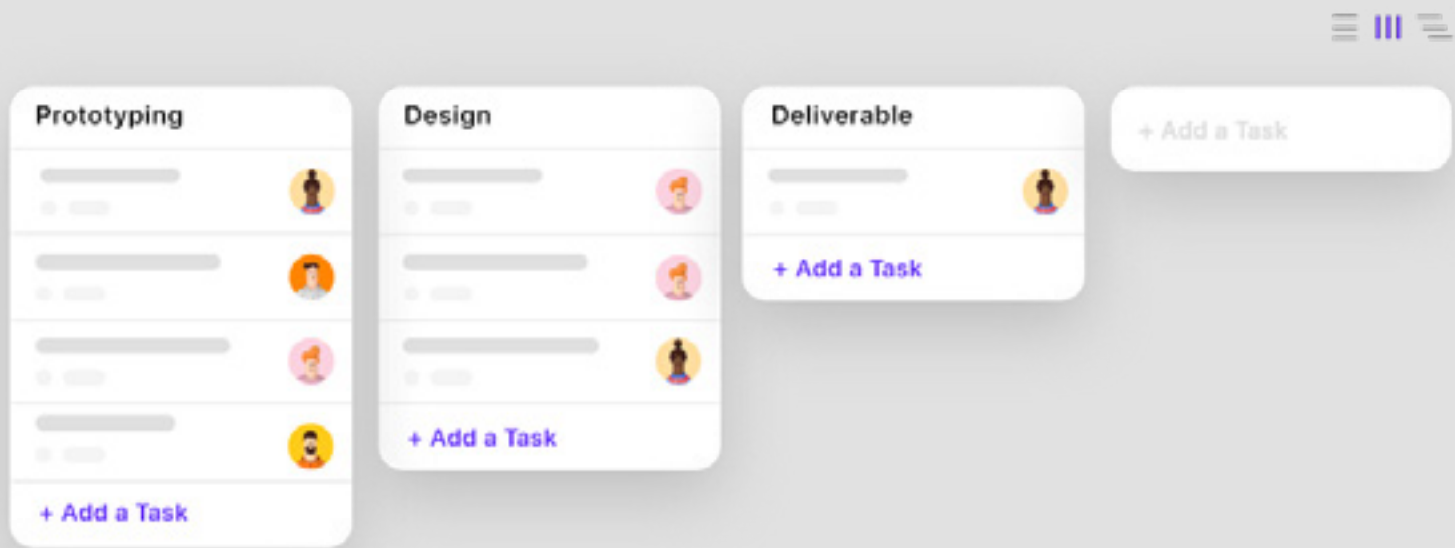 Prototyping
+ Add a Task
Design
+ Add a Task
Deliverable
+ Add a Task
+ Add a Task